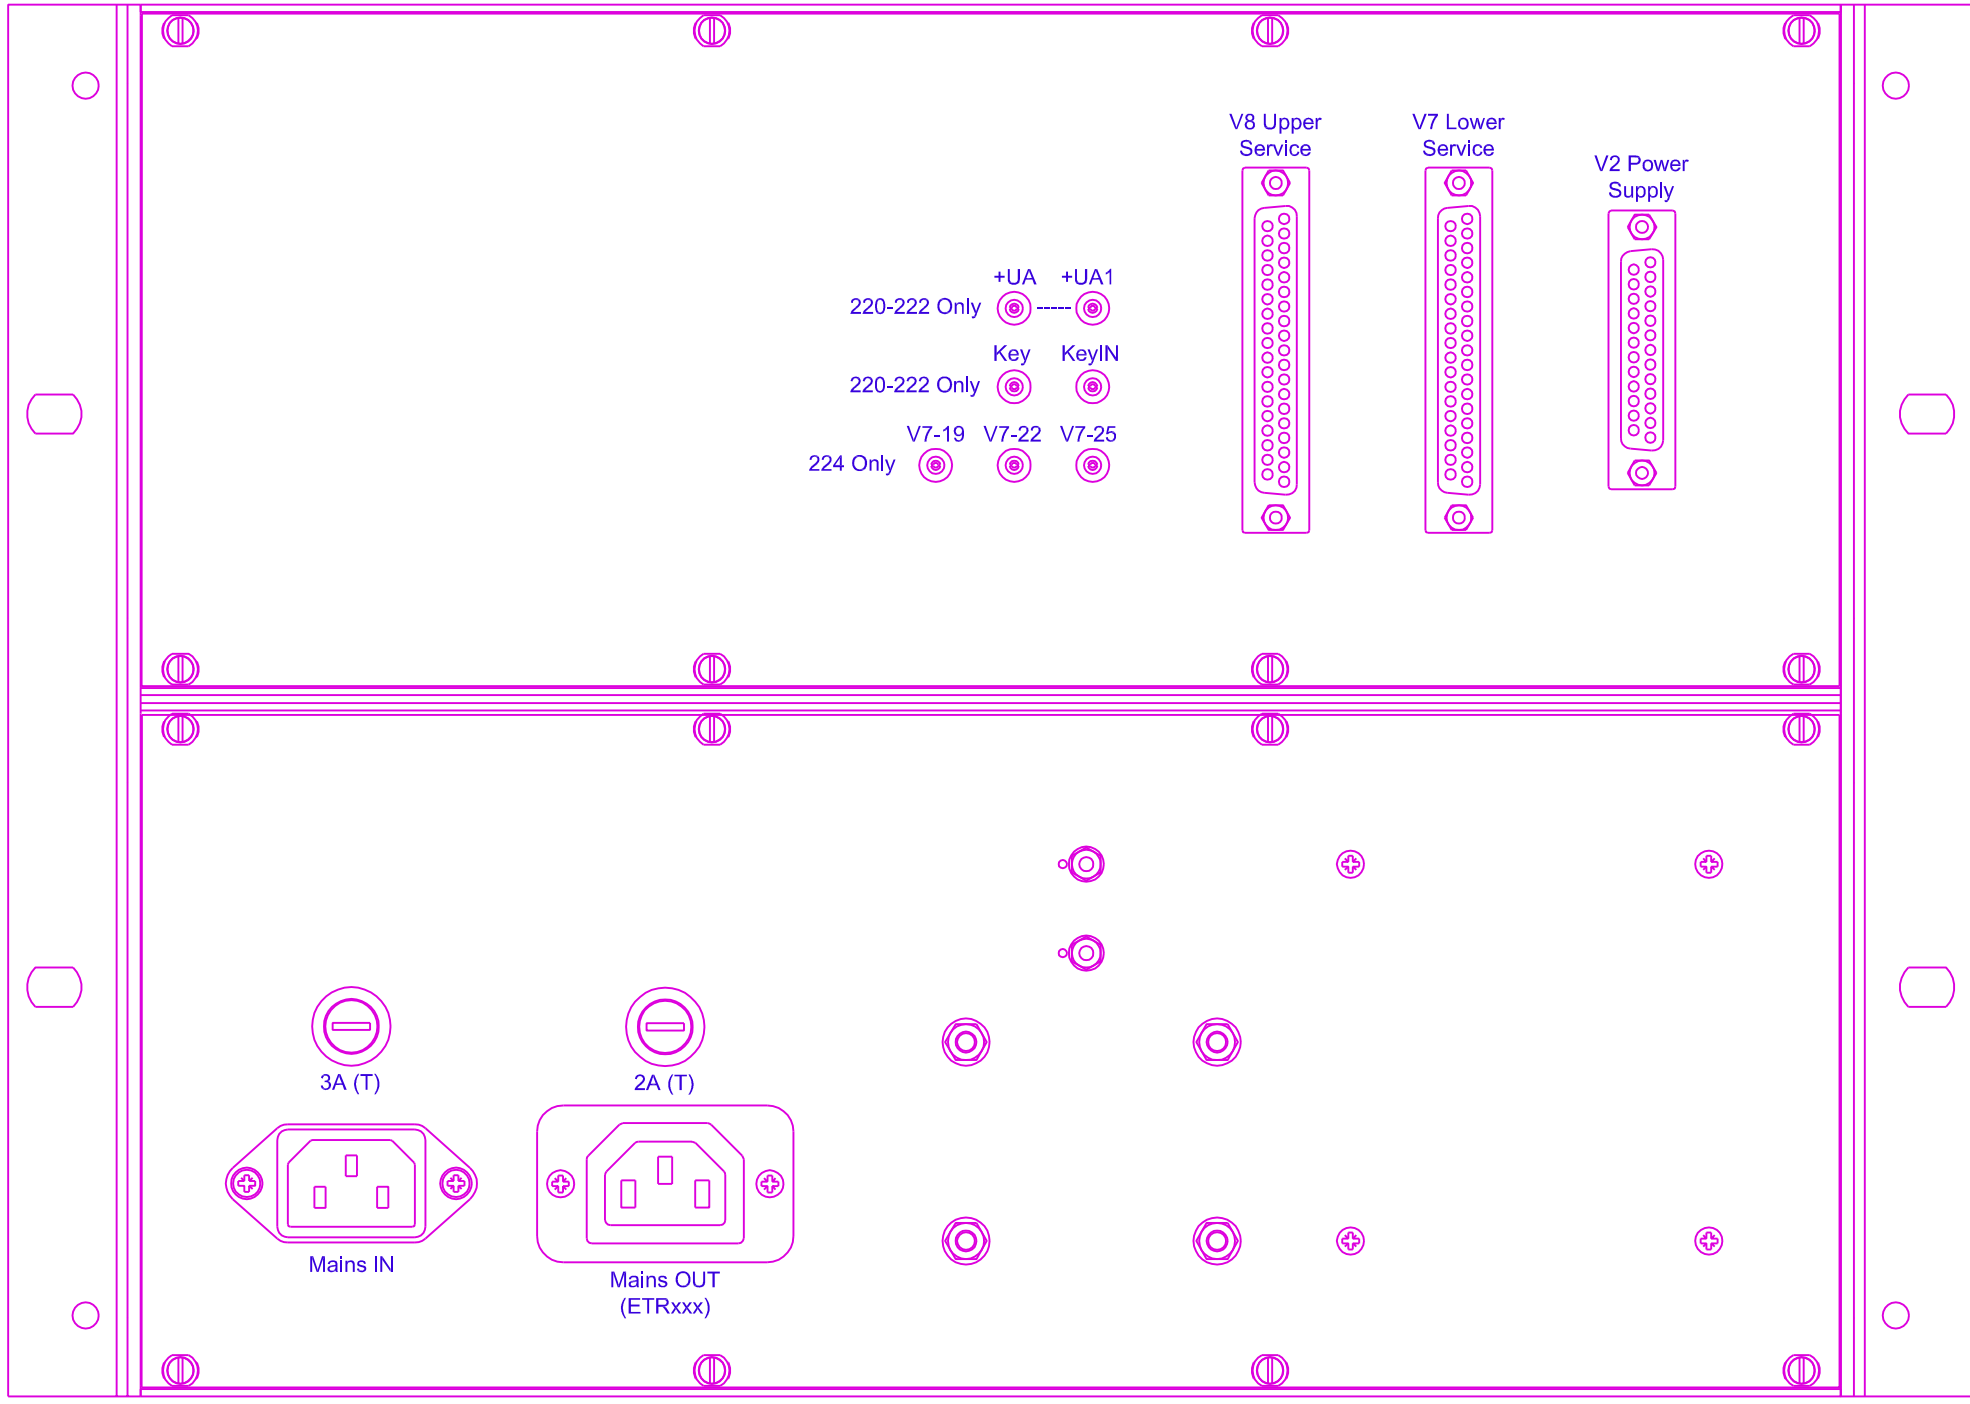 V8 Upper
Service
V7 Lower
Service
V2 Power
Supply
+UA +UA1
220-222 Only -----
Key KeyIN
220-222 Only
V7-19 V7-22 V7-25
224 Only
3A (T)
2A (T)
Mains IN
Mains OUT
(ETRxxx)